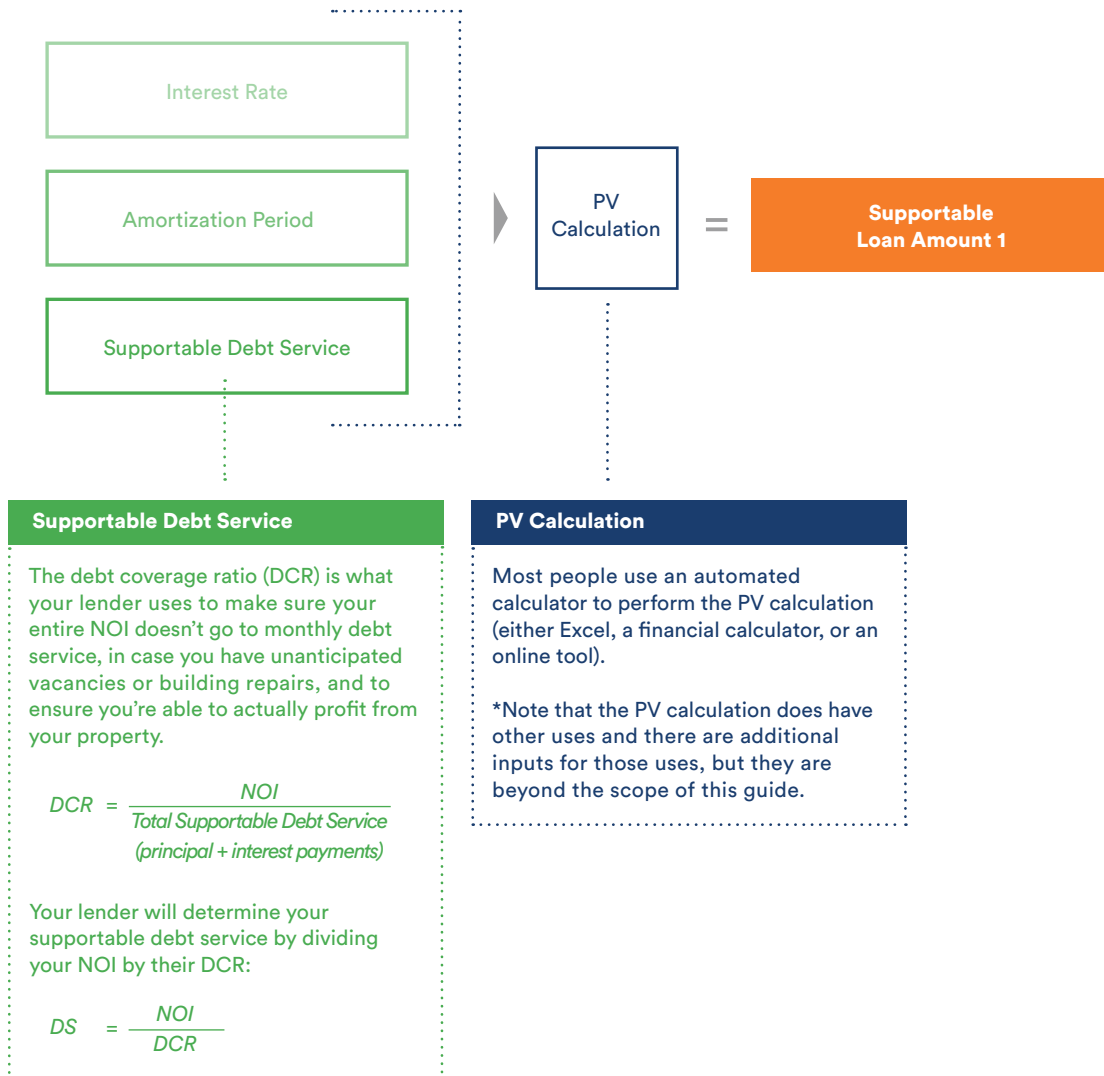 Interest Rate
Amortization Period
Supportable Debt Service
PV
Calculation
=
Supportable
Loan Amount 1
Supportable Debt Service
The debt coverage ratio (DCR) is what
your lender uses to make sure your
entire NOI doesn’t go to monthly debt
service, in case you have unanticipated
vacancies or building repairs, and to
ensure you’re able to actually profit from
your property.
DCR = NOI
Total Supportable Debt Service
(principal + interest payments)
Your lender will determine your
supportable debt service by dividing
your NOI by their DCR:
DS = NOI
DCR
PV Calculation
Most people use an automated
calculator to perform the PV calculation
(either Excel, a financial calculator, or an
online tool).
*Note that the PV calculation does have
other uses and there are additional
inputs for those uses, but they are
beyond the scope of this guide.